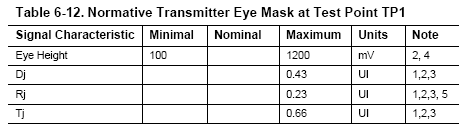 Table 6-12. Normative Transmitter Eye Mask at Test Point TP1
Signal Characteristic Minimal Nominal Maximum Units Note
Eye Height 100 1200 mV 2, 4
Dj 0.43 UI 1,2,3
Rj 0.23 UI 1,2,3, 5
Tj 0.66 UI 1,2,3